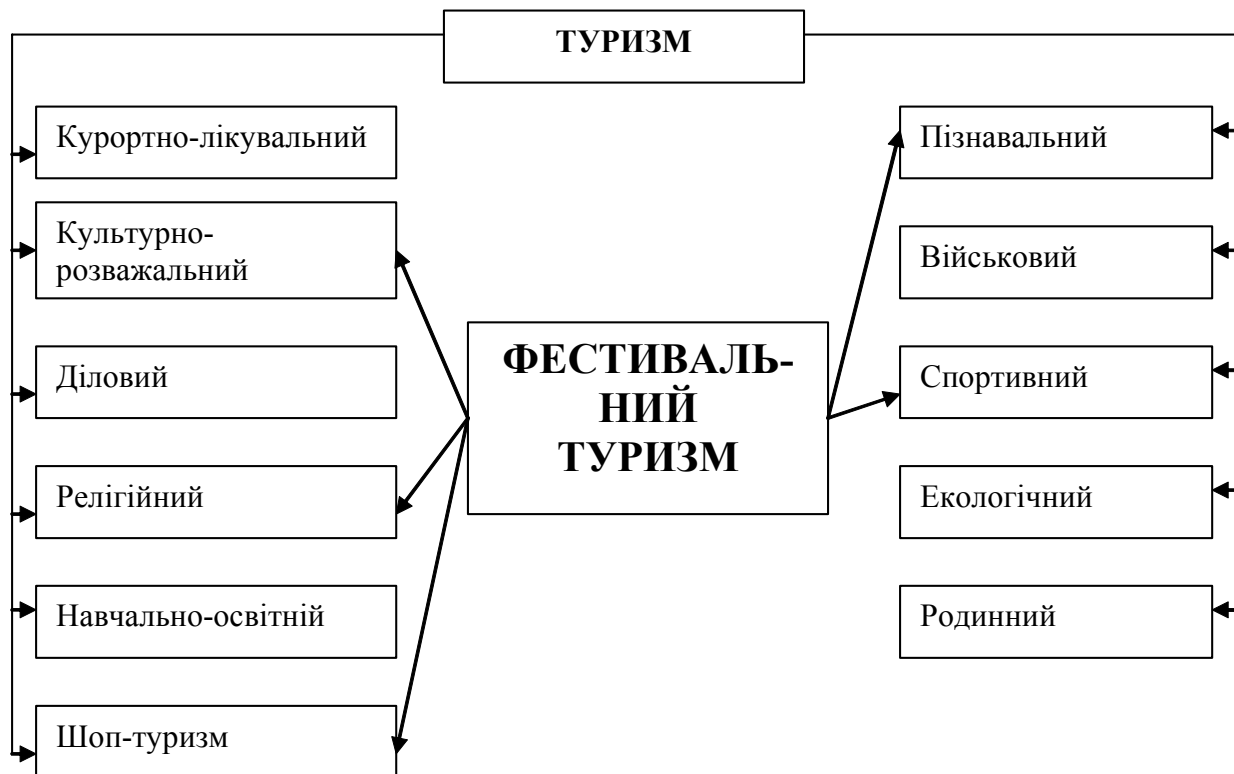 ТУРИЗМ
Курортно-лікувальний
Культурно-
розважальний
Діловий
Релігійний
Навчально-освітній
Шоп-туризм
ФЕСТИВАЛЬ-
НИЙ
ТУРИЗМ
Пізнавальний
Військовий
Спортивний
Екологічний
Родинний